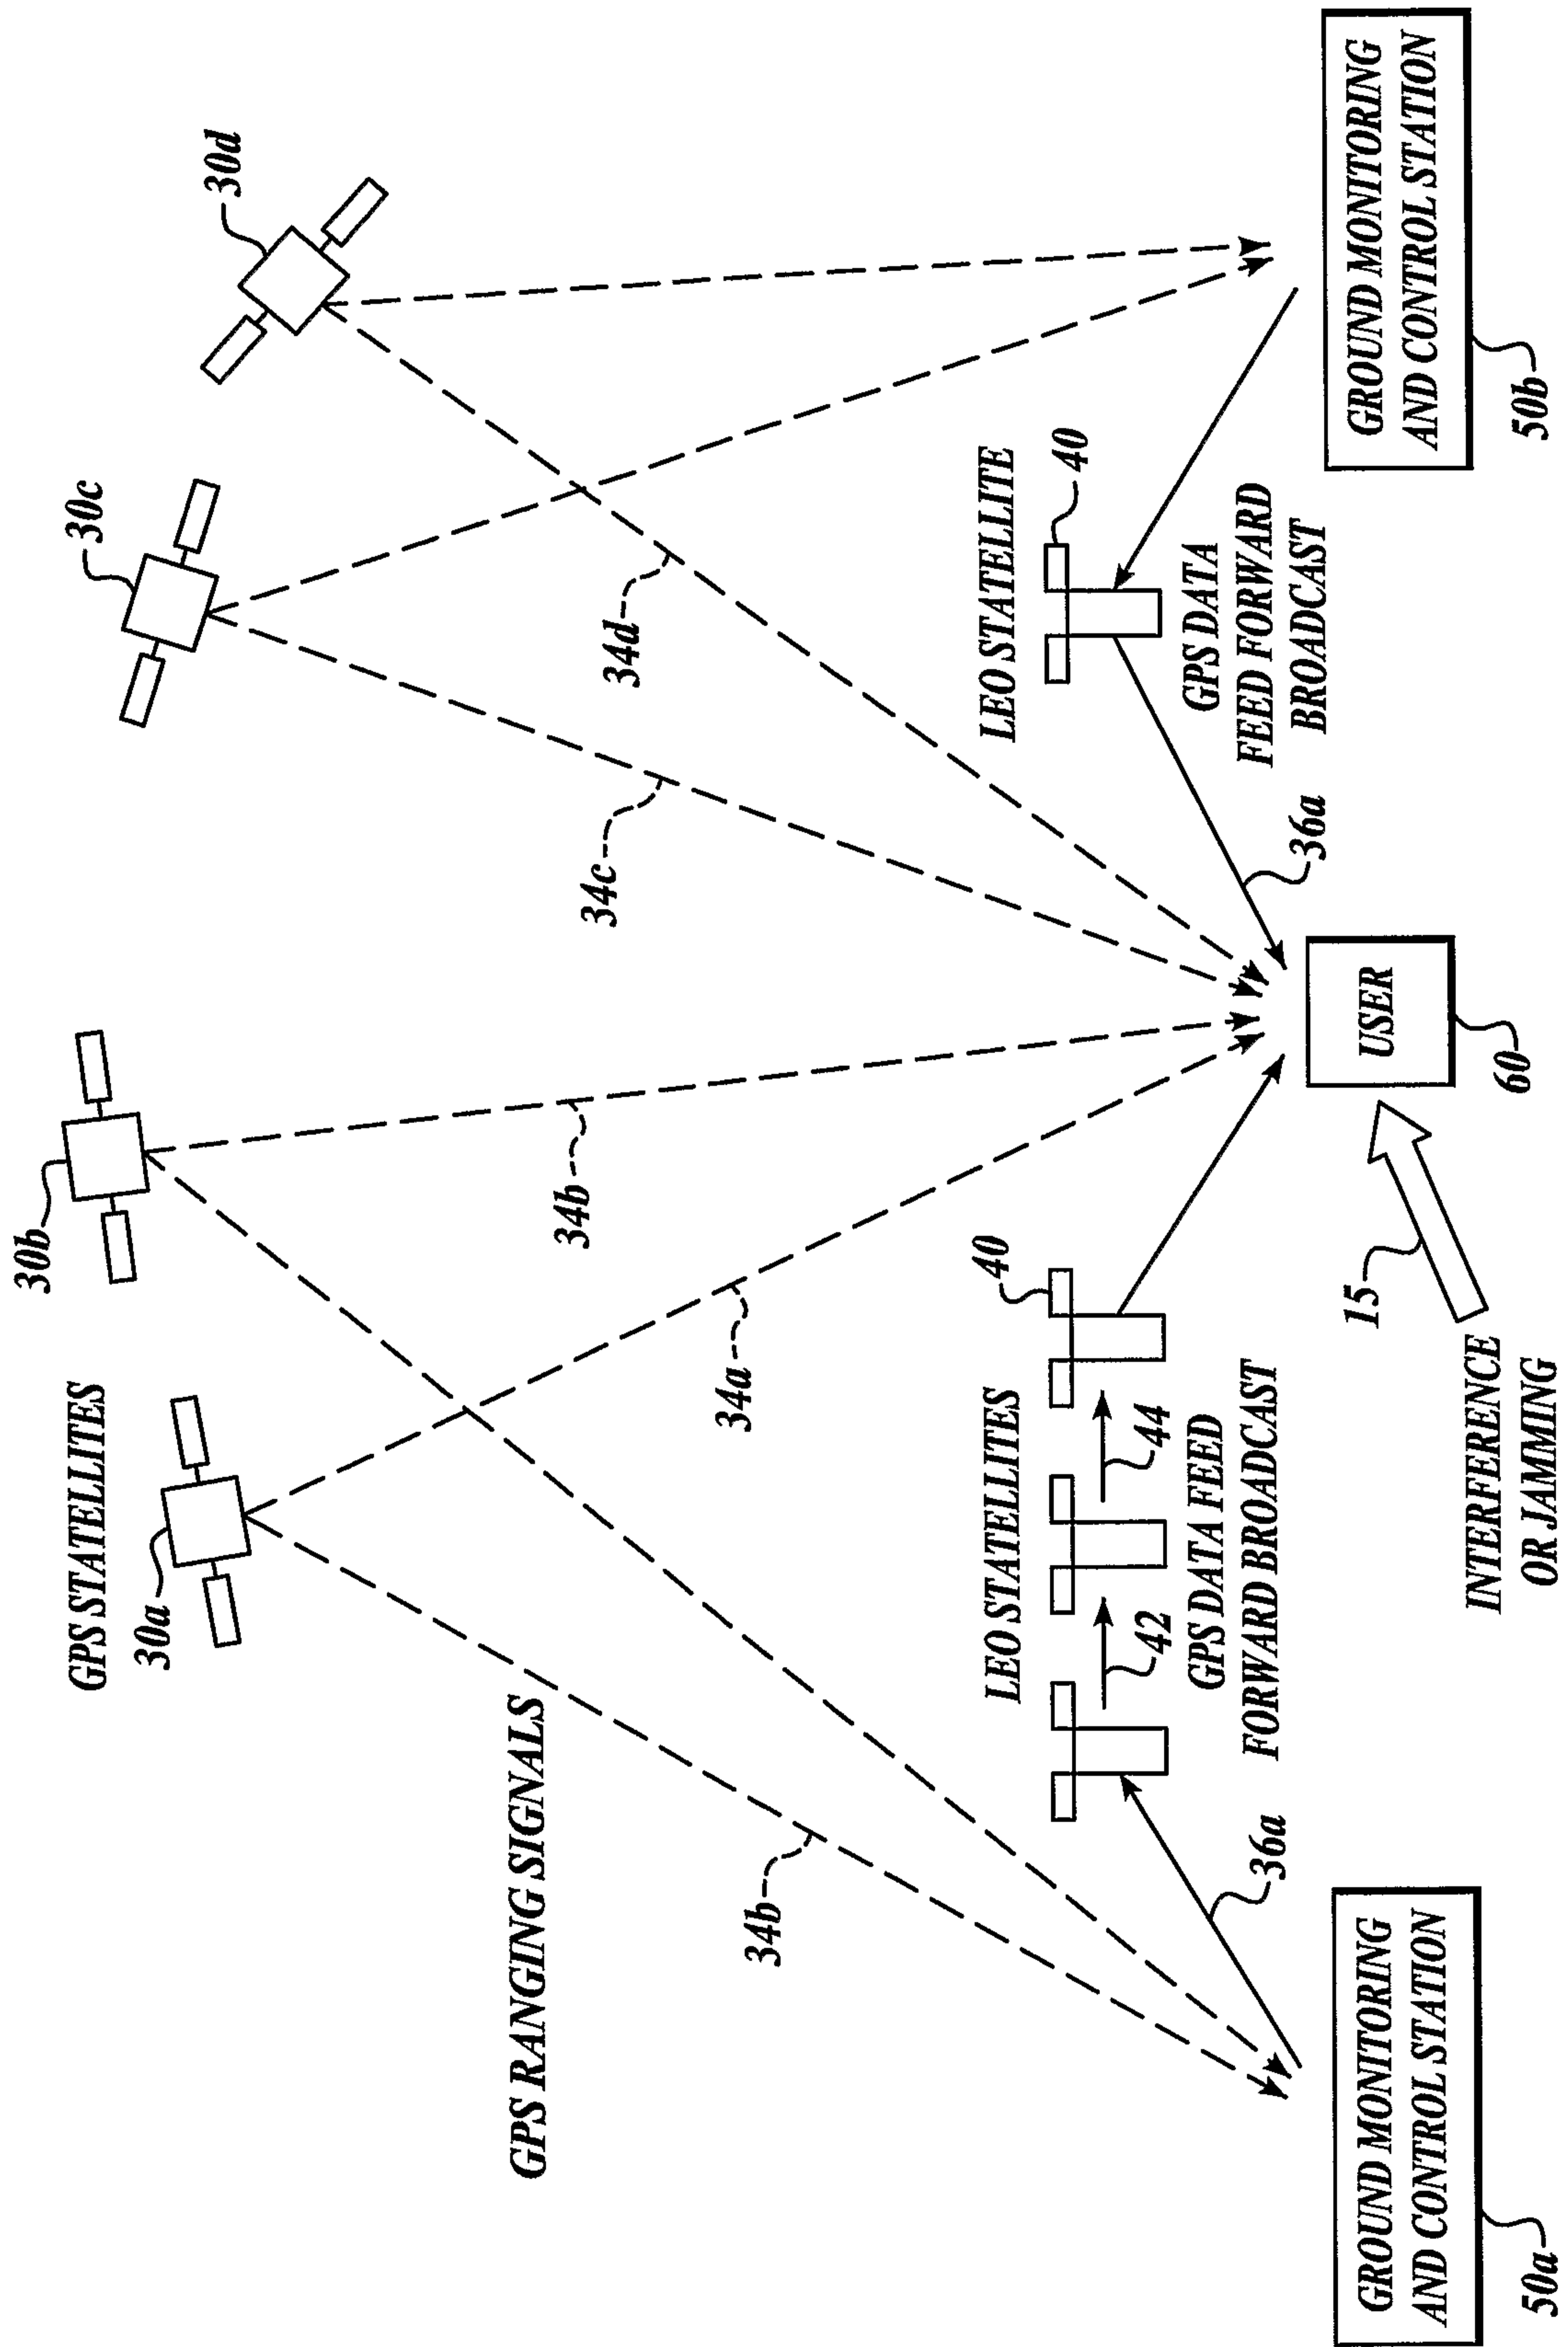 GPS STATELLITES
30a
30b
30c
30d
GPS RANGING SIGNALS
34b
34a
34b
34c
34d
LEO STATELLITES
40
42
44
GPS DATA FEED
FORWARD BROADCAST
36a
LEO STATELLITE
40
GPS DATA
FEED FORWARD
BROADCAST
36a
GROUND MONITORING
AND CONTROL STATION
50a
INTERFERENCE
OR JAMMING
15
USER
60
GROUND MONITORING
AND CONTROL STATION
50b